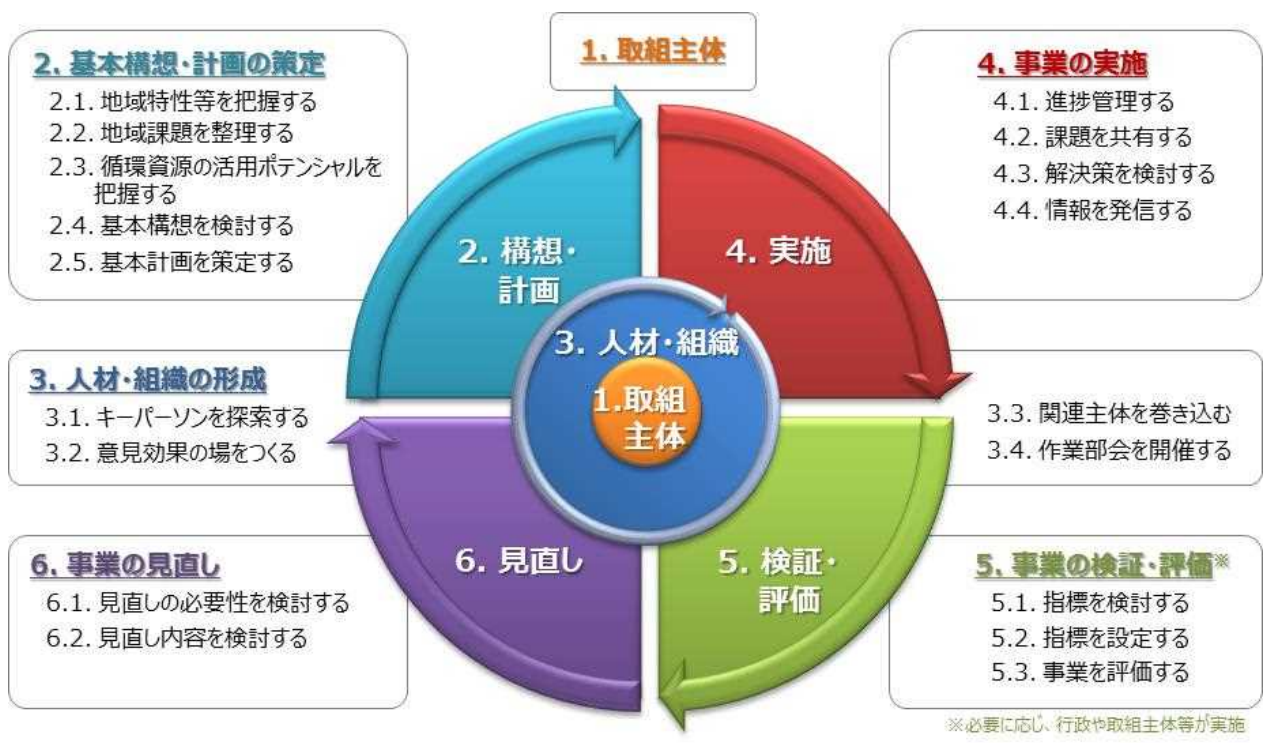 1. 取組主体
2. 基本構想・計画の策定
2.1. 地域特性等を把握する
2.2. 地域課題を整理する
2.3. 循環資源の活用ポテンシャルを
把握する
2.4. 基本構想を検討する
2.5. 基本計画を策定する
4. 事業の実施
4.1. 進捗管理する
4.2. 課題を共有する
4.3. 解決策を検討する
4.4. 情報を発信する
2. 構想・
計画
4. 実施
3. 人材・組織
1.取組
主体
6. 見直し
5. 検証・
評価
3. 人材・組織の形成
3.1. キーパーソンを探索する
3.2. 意見効果の場をつくる
3.3. 関連主体を巻き込む
3.4. 作業部会を開催する
6. 事業の見直し
6.1. 見直しの必要性を検討する
6.2. 見直し内容を検討する
5. 事業の検証・評価※
5.1. 指標を検討する
5.2. 指標を設定する
5.3. 事業を評価する
※必要に応じ、行政や取組主体等が実施